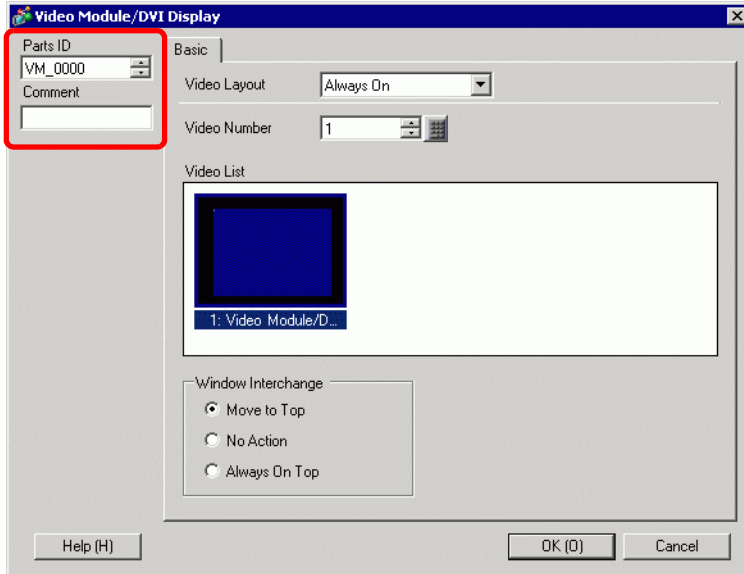 Video Module/DVI Display
Parts ID
VM_0000
Comment
Basic
Video Layout
Always On
Video Number
1
Video List
1: Video Module/D...
Window Interchange
Move to Top
No Action
Always On Top
Help (H)
OK (O)
Cancel